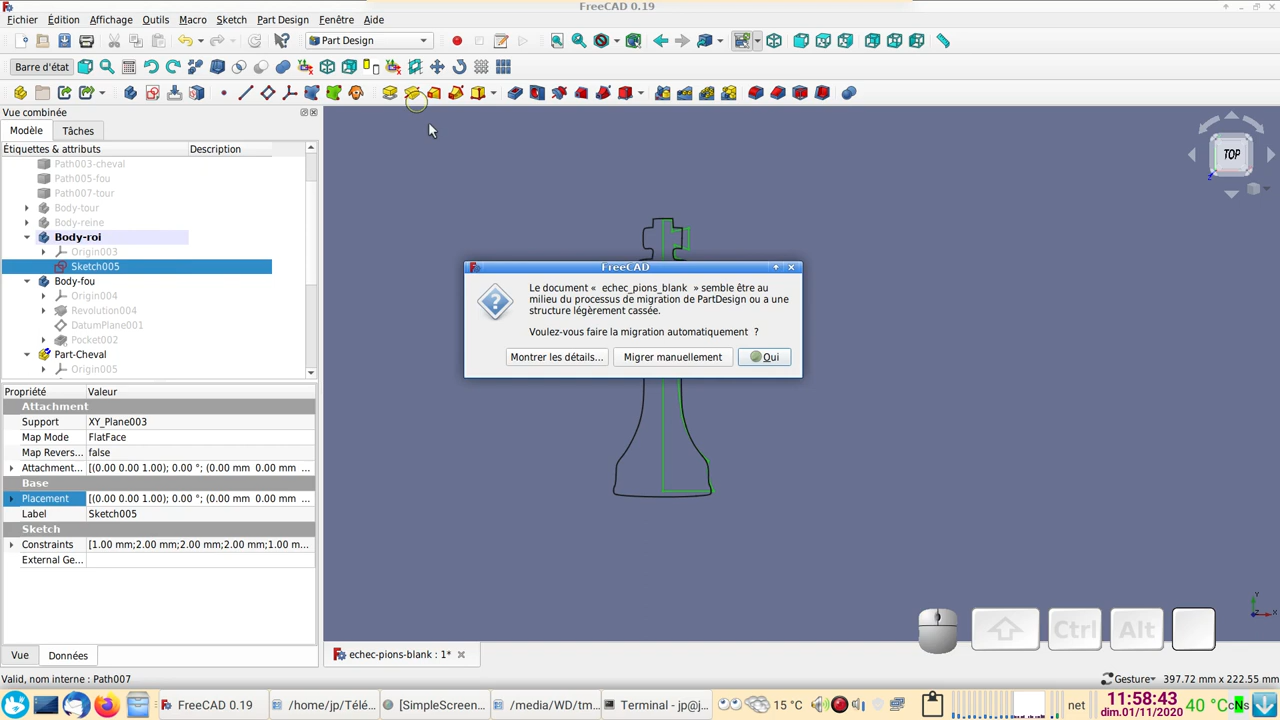 FreeCAD 0.19
Fichier Édition Affichage Outils Macro Sketch Part Design Fenêtre Aide
Part Design
Barre d'état
Vue combinée
Modèle Tâches
Étiquettes & attributs Description
Path003-cheval
Path005-fou
Path007-tour
Body-tour
Body-reine
Body-roi
Origin003
Sketch005
Body-fou
Origin004
Revolution004
DatumPlane001
Pocket002
Part-Cheval
Origin005
TOP
FreeCAD
Le document « echec_pions_blank » semble être au
milieu du processus de migration de PartDesign ou a une
structure légèrement cassée.
Voulez-vous faire la migration automatiquement ?
Montrer les détails... Migrer manuellement Oui
Propriété Valeur
Attachment
Support XY_Plane003
Map Mode FlatFace
Map Revers... false
Attachment... [(0.00 0.00 1.00); 0.00 °; (0.00 mm 0.00 mm ...
Base
Placement [(0.00 0.00 1.00); 0.00 °; (0.00 mm 0.00 mm ...
Label Sketch005
Sketch
Constraints [1.00 mm;2.00 mm;2.00 mm;2.00 mm;1.00 m...
External Ge...
Ctrl Alt
Y
X
Vue Données
echec-pions-blank : 1*
Valid, nom interne : Path007
Gesture 397.72 mm x 222.55 mm
FreeCAD 0.19 /home/jp/Télé... [SImpleScreen... /media/WD/tm... Terminal - jp@j...
15 °C
net
11:58:43
dim.01/11/2020
40 °C